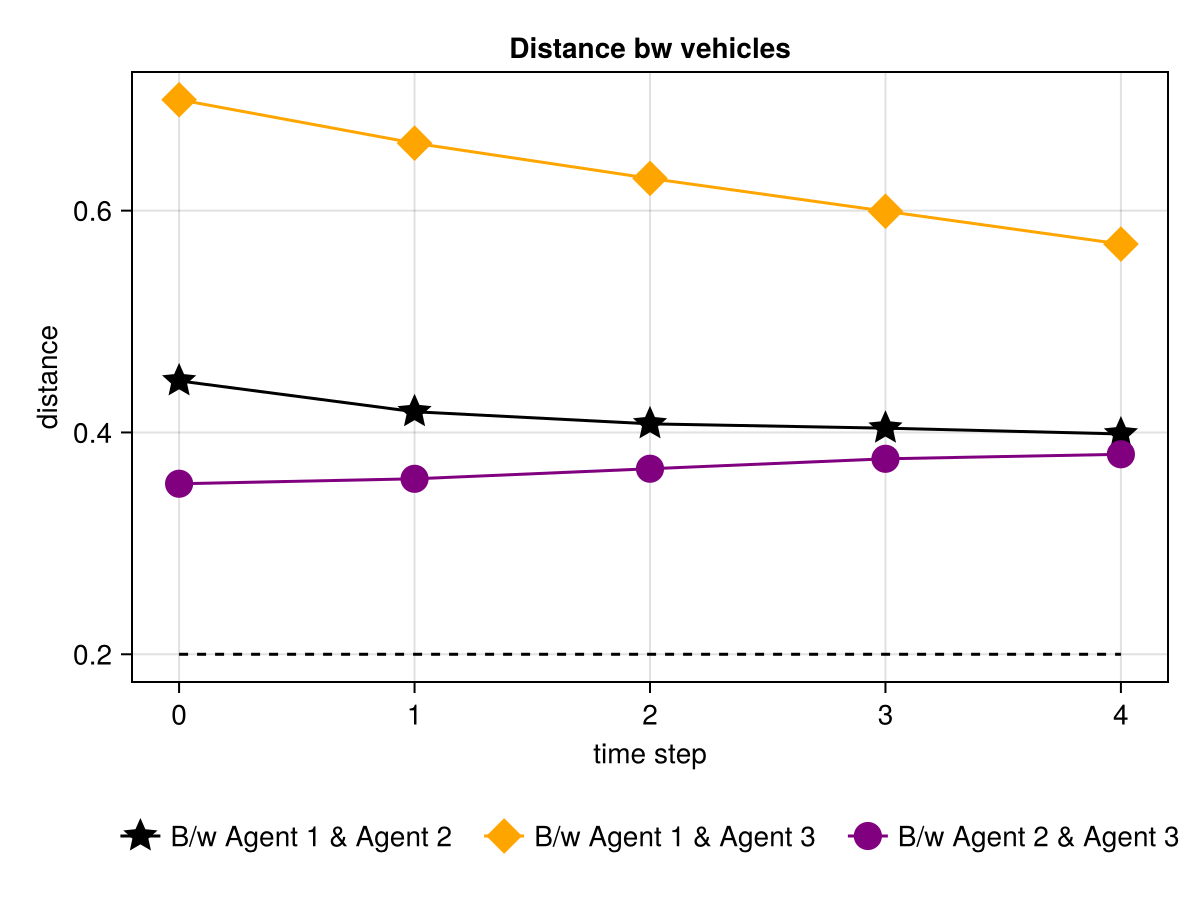 Distance bw vehicles
distance
0.6
0.4
0.2
0 1 2 3 4
time step
B/w Agent 1 & Agent 2 B/w Agent 1 & Agent 3 B/w Agent 2 & Agent 3